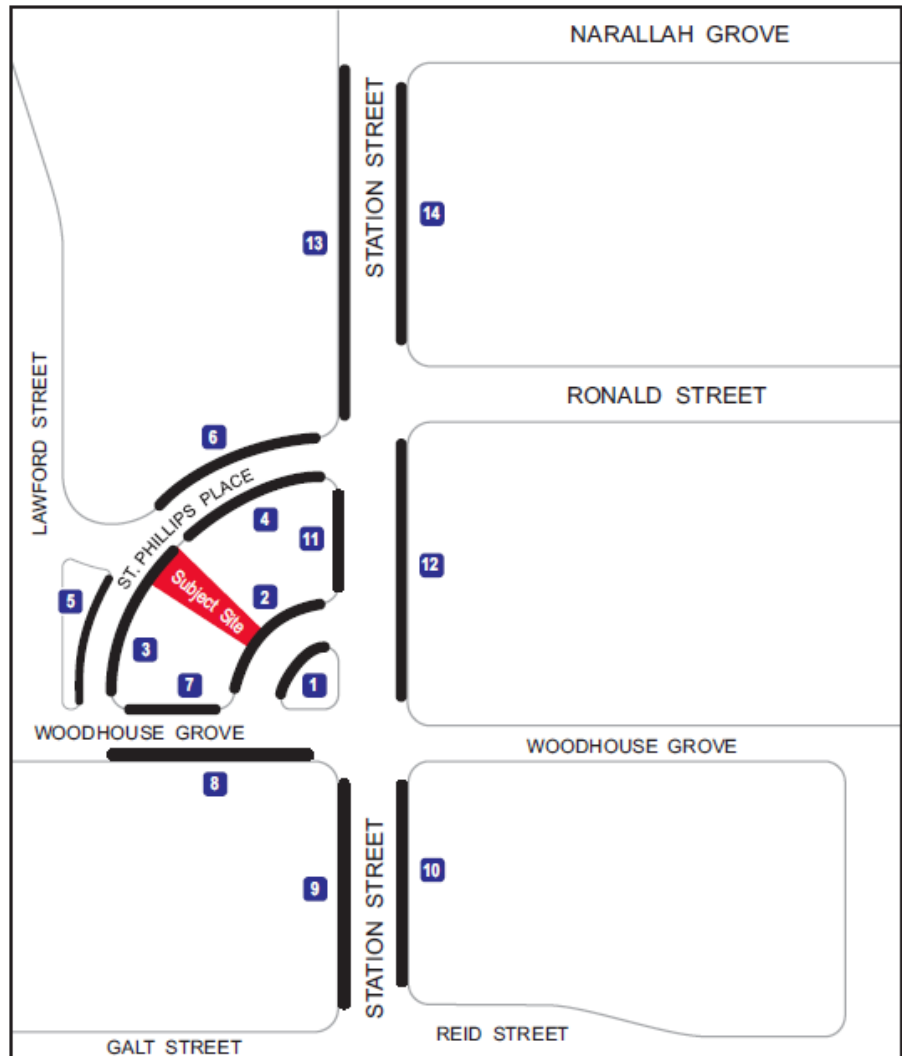 NARALLAH GROVE
STATION STREET
14
13
LAWFORD STREET
RONALD STREET
6
ST. PHILLIPS PLACE
4
11
12
5
Subject Site
2
3
7
1
WOODHOUSE GROVE
WOODHOUSE GROVE
8
9
STATION STREET
10
REID STREET
GALT STREET